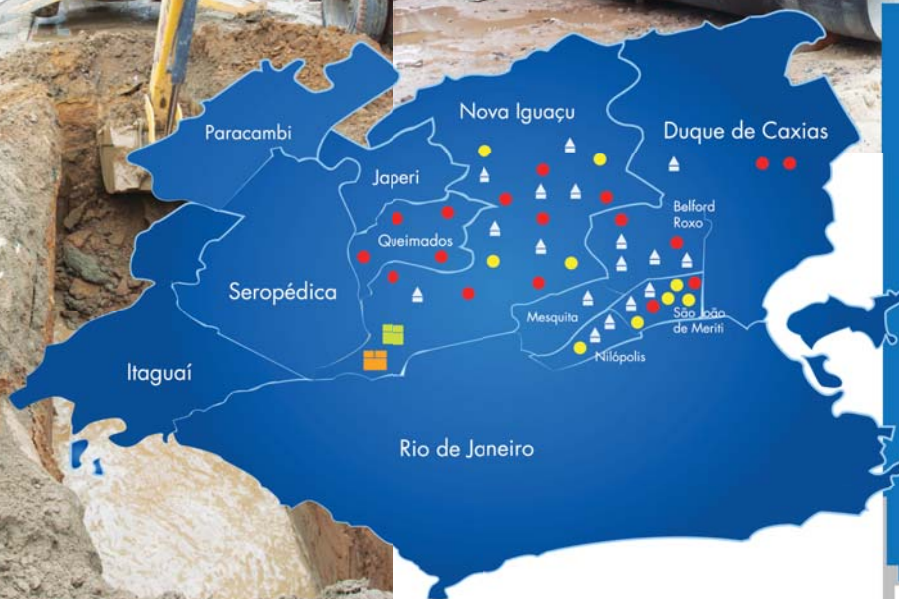 Nova Iguaçu
Duque de Caxias
Paracambi
Japeri
Belford
Roxo
Queimados
Seropédica
Mesquita
São João
de Meriti
Nilópolis
Itaguaí
Rio de Janeiro